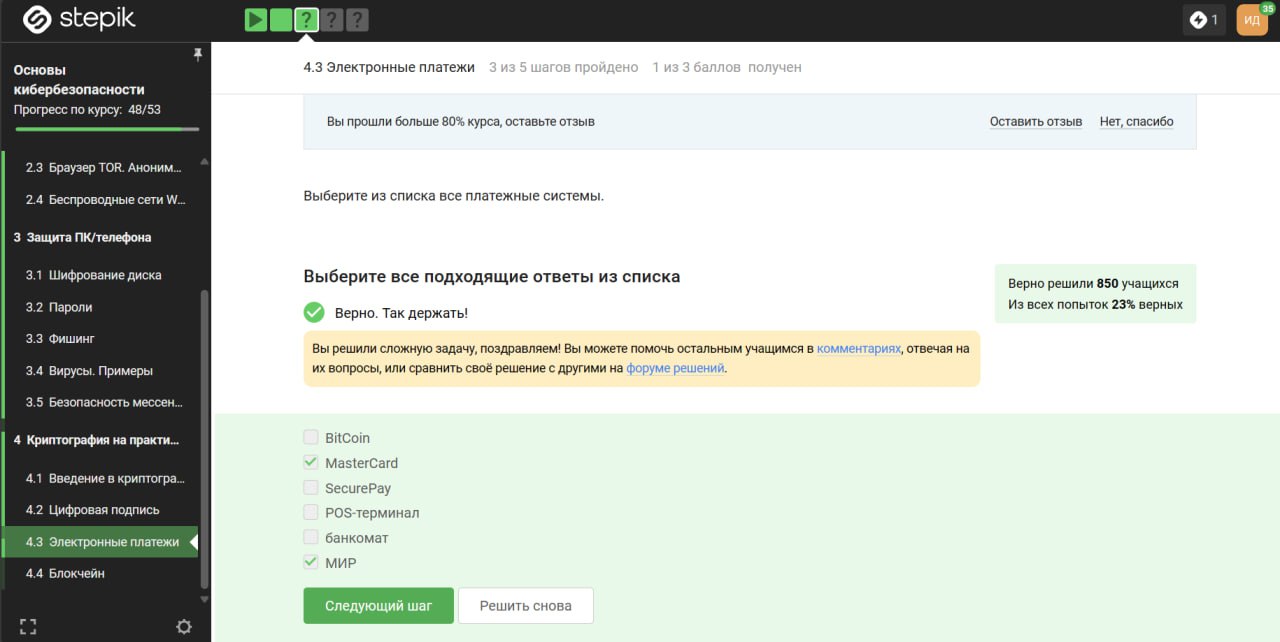 stepik
? ? ?
1
ИД
35
Основы
кибербезопасности
Прогресс по курсу: 48/53
2.3 Браузер TOR. Аноним...
2.4 Беспроводные сети W...
3 Защита ПК/телефона
3.1 Шифрование диска
3.2 Пароли
3.3 Фишинг
3.4 Вирусы. Примеры
3.5 Безопасность мессен...
4 Криптография на практи...
4.1 Введение в криптогра...
4.2 Цифровая подпись
4.3 Электронные платежи
4.4 Блокчейн
4.3 Электронные платежи 3 из 5 шагов пройдено 1 из 3 баллов получен
Вы прошли больше 80% курса, оставьте отзыв Оставить отзыв Нет, спасибо
Выберите из списка все платежные системы.
Выберите все подходящие ответы из списка
Верно. Так держать!
Верно решили 850 учащихся
Из всех попыток 23% верных
Вы решили сложную задачу, поздравляем! Вы можете помочь остальным учащимся в комментариях, отвечая на
их вопросы, или сравнить своё решение с другими на форуме решений.
BitCoin
MasterCard
SecurePay
POS-терминал
банкомат
МИР
Следующий шаг Решить снова